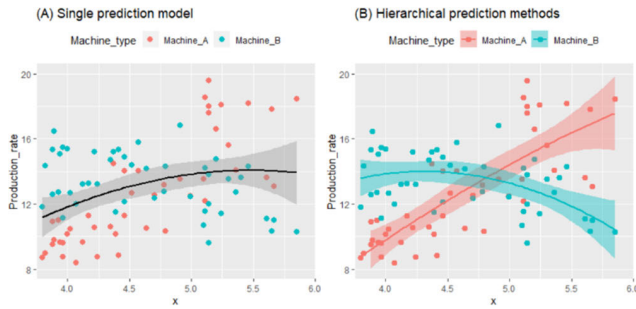 (A) Single prediction model
Machine_type Machine_A Machine_B
Production_rate
20
16
12
8
4.0 4.5 5.0 5.5 6.0
x
(B) Hierarchical prediction methods
Machine_type Machine_A Machine_B
Production_rate
20
16
12
8
4.0 4.5 5.0 5.5 6.0
x